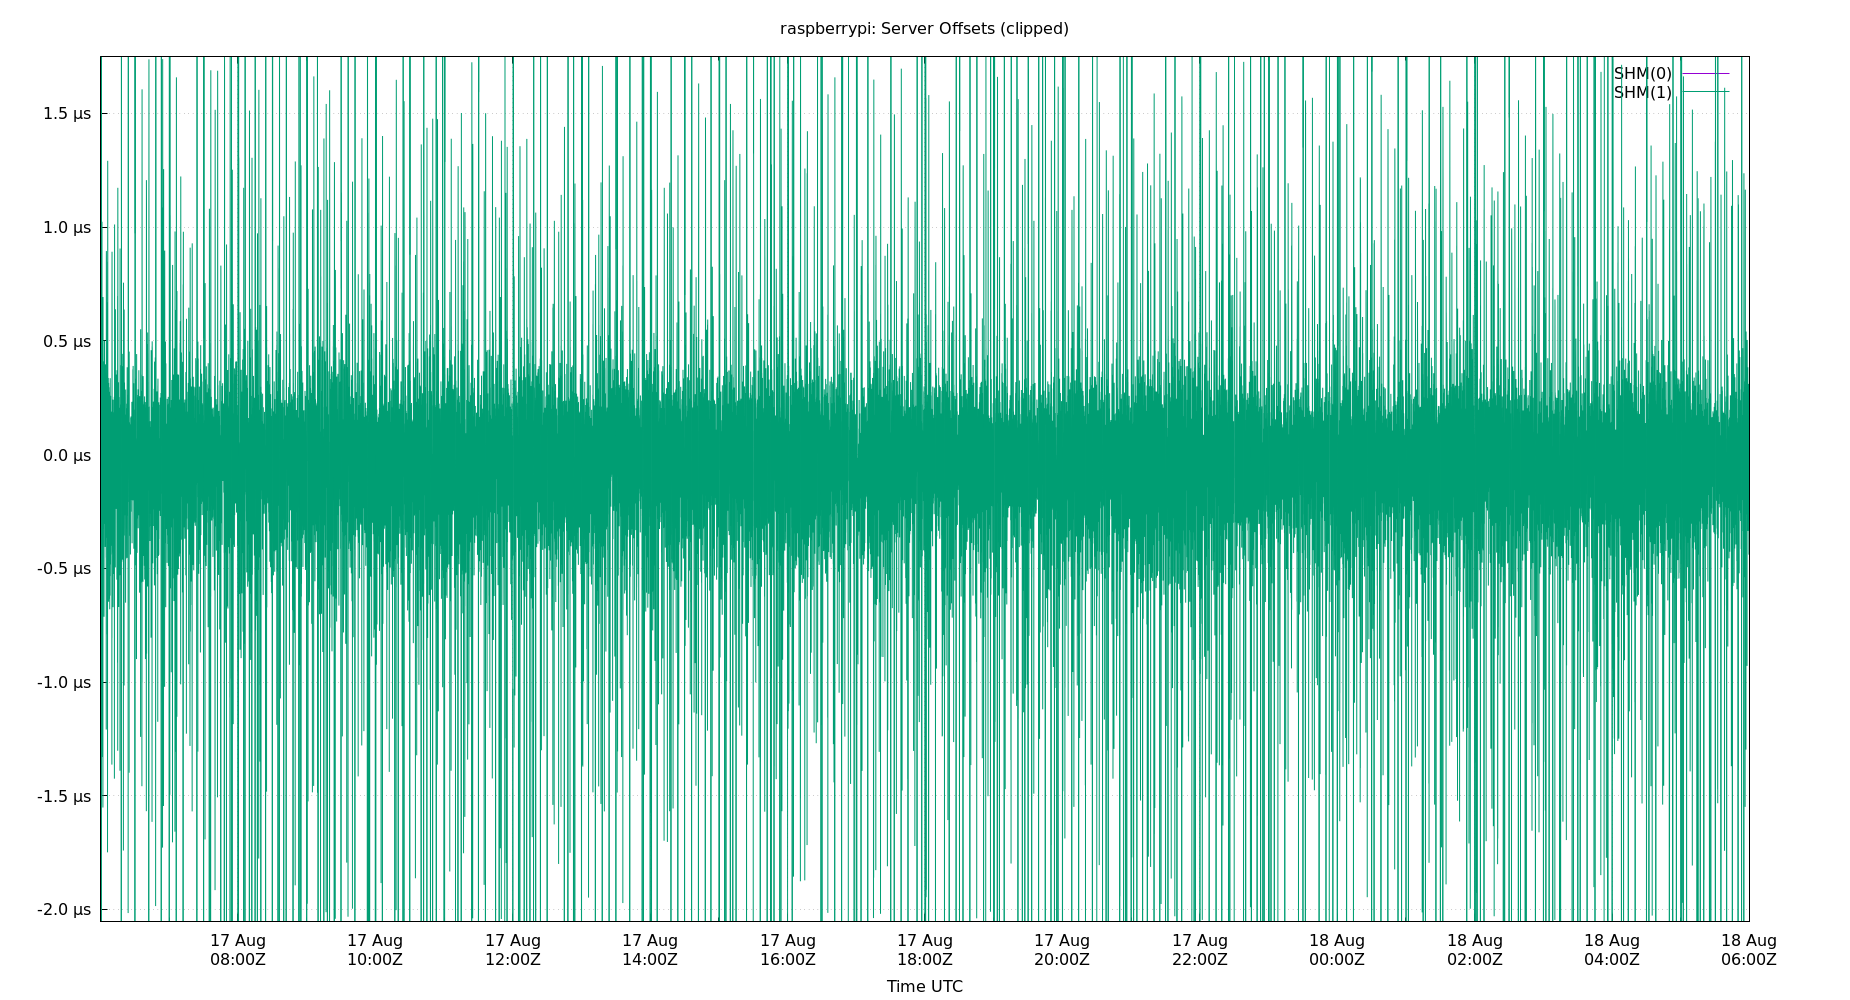 raspberrypi: Server Offsets (clipped)
SHM(0)
SHM(1)
1.5 µs
1.0 µs
0.5 µs
0.0 µs
-0.5 µs
-1.0 µs
-1.5 µs
-2.0 µs
17 Aug 17 Aug 17 Aug 17 Aug 17 Aug 17 Aug 17 Aug 17 Aug 18 Aug 18 Aug 18 Aug 18 Aug
08:00Z 10:00Z 12:00Z 14:00Z 16:00Z 18:00Z 20:00Z 22:00Z 00:00Z 02:00Z 04:00Z 06:00Z
Time UTC